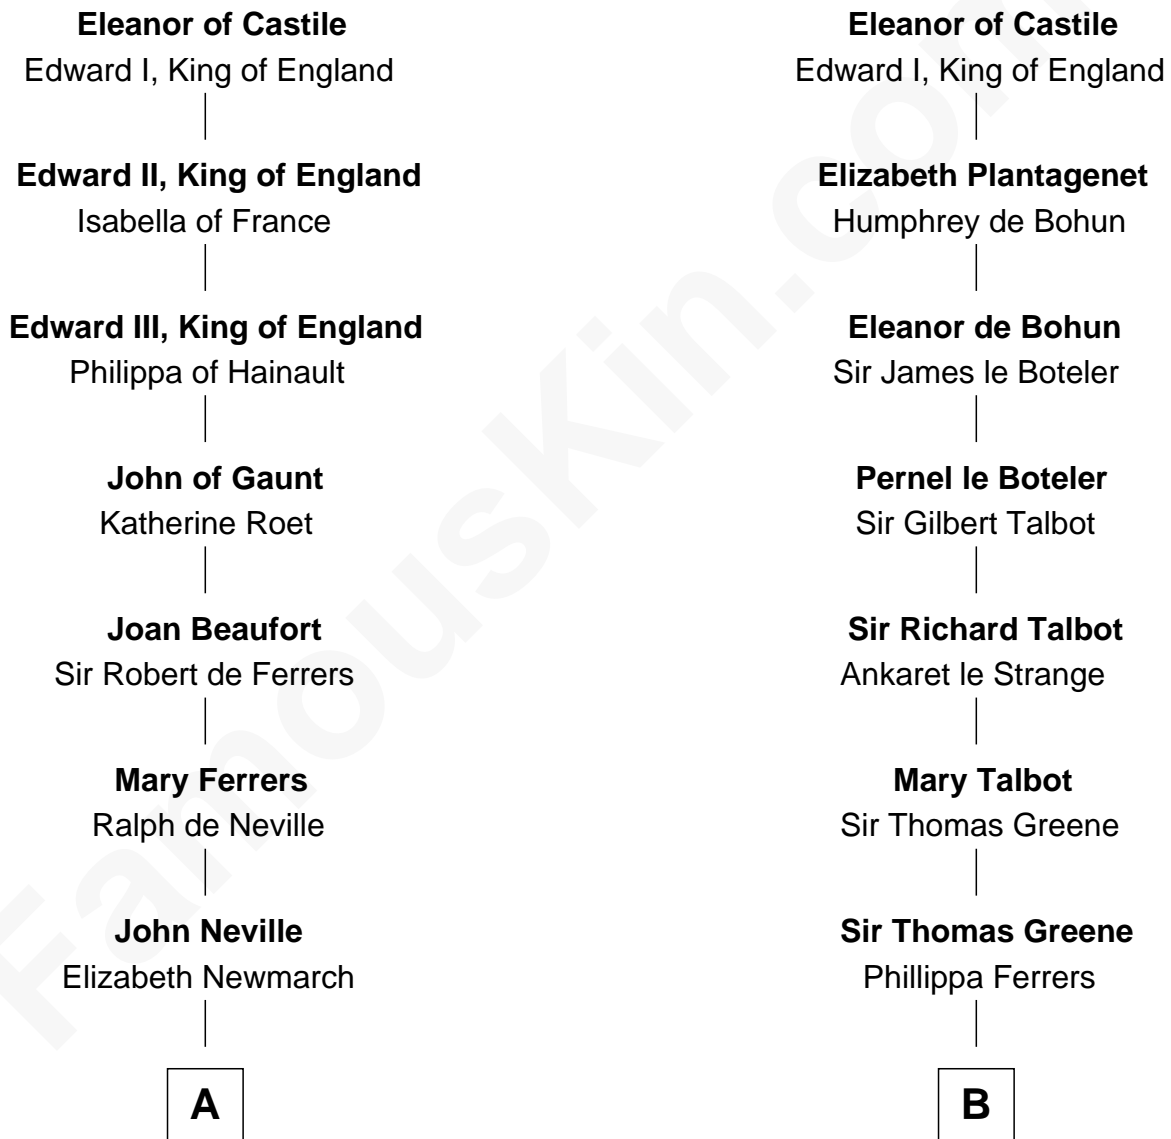 Eleanor of Castile
Edward I, King of England
Edward II, King of England
Isabella of France
Edward III, King of England
Philippa of Hainault
John of Gaunt
Katherine Roet
Joan Beaufort
Sir Robert de Ferrers
Mary Ferrers
Ralph de Neville
John Neville
Elizabeth Newmarch
A
Eleanor of Castile
Edward I, King of England
Elizabeth Plantagenet
Humphrey de Bohun
Eleanor de Bohun
Sir James le Boteler
Pernel le Boteler
Sir Gilbert Talbot
Sir Richard Talbot
Ankaret le Strange
Mary Talbot
Sir Thomas Greene
Sir Thomas Greene
Phillippa Ferrers
B
FamousKin.com